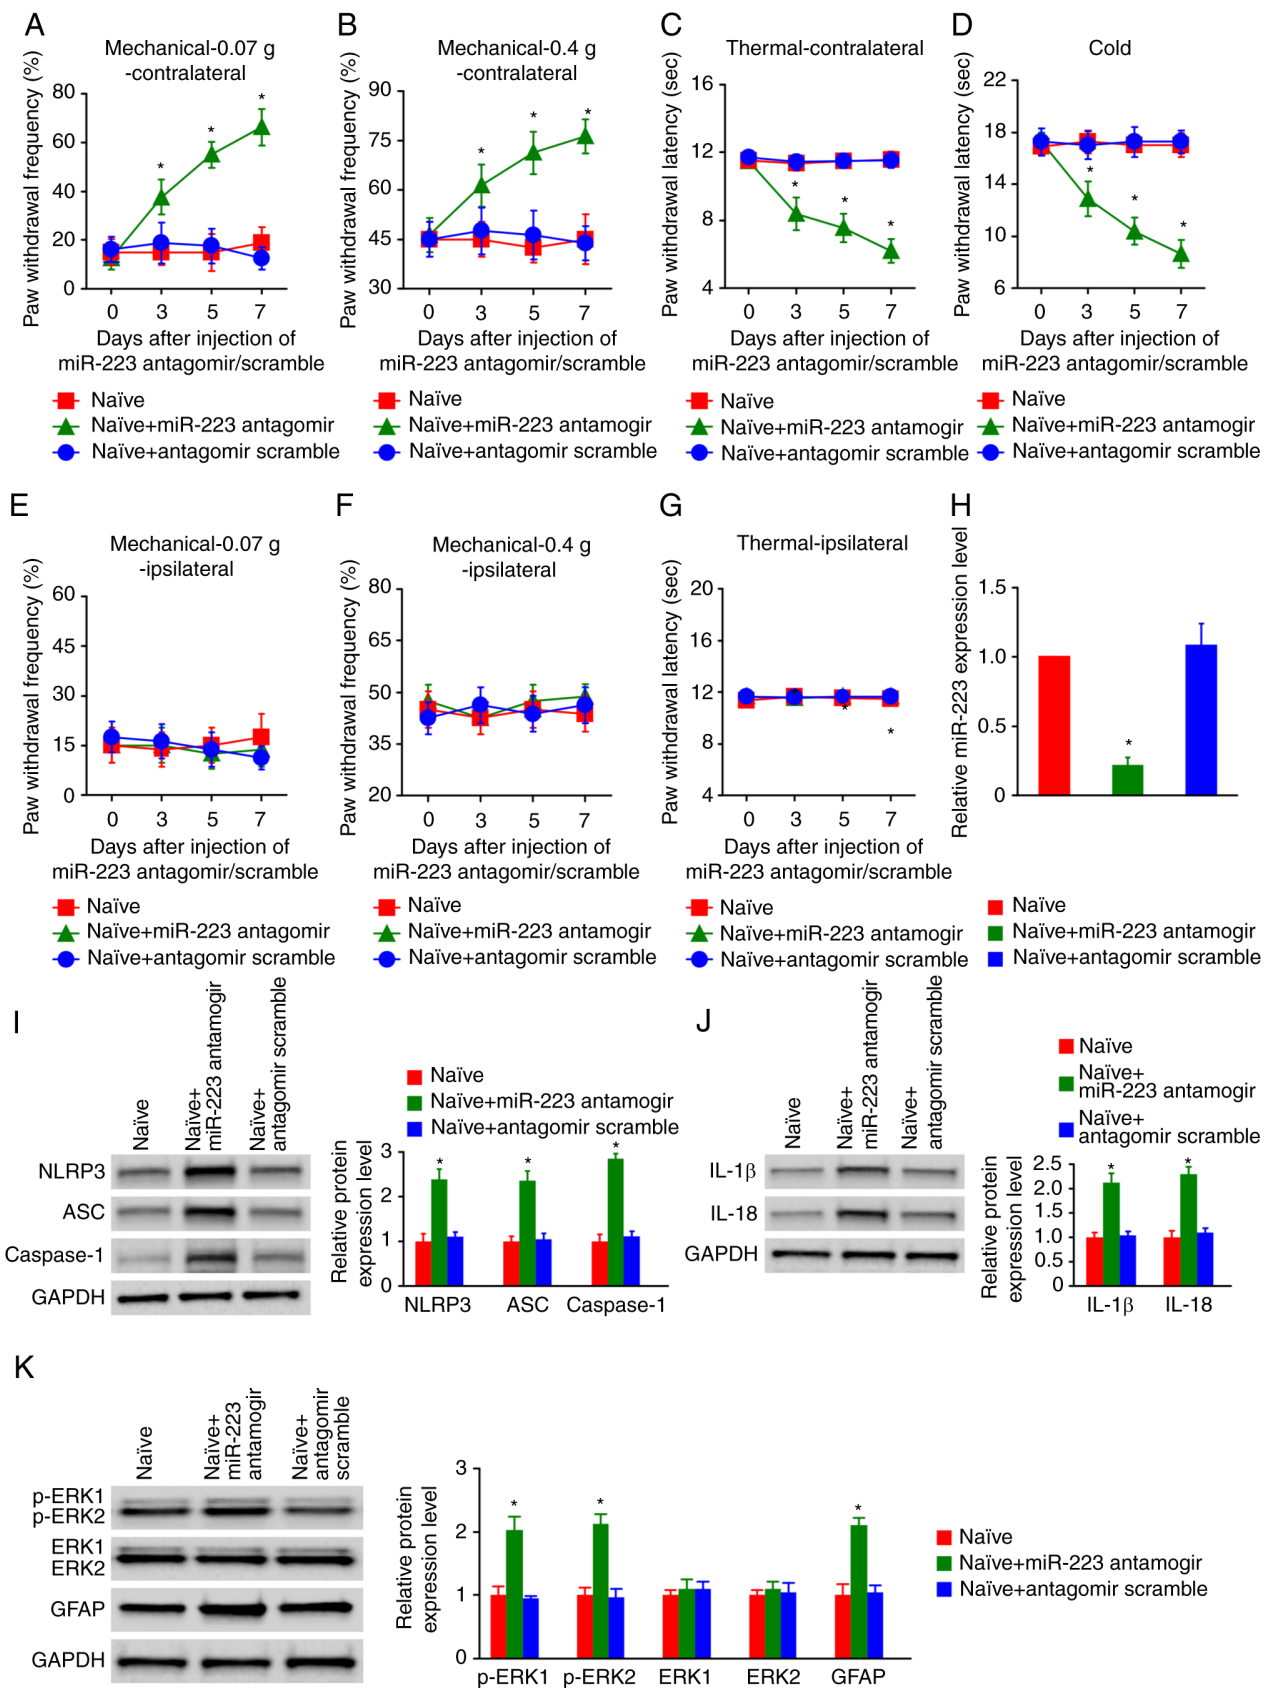 A
Mechanical-0.07 g
-contralateral
Paw withdrawal frequency (%)
80
60
40
20
0
*
*
*
0 3 5 7
Days after injection of
miR-223 antagomir/scramble
Naïve
Naïve+miR-223 antagomir
Naïve+antagomir scramble
B
Mechanical-0.4 g
-contralateral
Paw withdrawal frequency (%)
90
75
60
45
30
*
*
*
0 3 5 7
Days after injection of
miR-223 antagomir/scramble
Naïve
Naïve+miR-223 antamogir
Naïve+antagomir scramble
C
Thermal-contralateral
Paw withdrawal latency (sec)
16
12
8
4
*
*
*
0 3 5 7
Days after injection of
miR-223 antagomir/scramble
Naïve
Naïve+miR-223 antamogir
Naïve+antagomir scramble
D
Cold
Paw withdrawal latency (sec)
22
18
14
10
6
*
*
*
0 3 5 7
Days after injection of
miR-223 antagomir/scramble
Naïve
Naïve+miR-223 antamogir
Naïve+antagomir scramble
E
Mechanical-0.07 g
-ipsilateral
Paw withdrawal frequency (%)
60
45
30
15
0
0 3 5 7
Days after injection of
miR-223 antagomir/scramble
Naïve
Naïve+miR-223 antagomir
Naïve+antagomir scramble
F
Mechanical-0.4 g
-ipsilateral
Paw withdrawal frequency (%)
80
65
50
35
20
0 3 5 7
Days after injection of
miR-223 antagomir/scramble
Naïve
Naïve+miR-223 antamogir
Naïve+antagomir scramble
G
Thermal-ipsilateral
Paw withdrawal latency (sec)
20
16
12
8
4
*
*
0 3 5 7
Days after injection of
miR-223 antagomir/scramble
Naïve
Naïve+miR-223 antamogir
Naïve+antagomir scramble
H
Relative miR-223 expression level
1.5
1.0
0.5
0
*
Naïve
Naïve+miR-223 antamogir
Naïve+antagomir scramble
I
Naïve
Naïve+
miR-223 antamogir
Naïve+
antagomir scramble
NLRP3
ASC
Caspase-1
GAPDH
Naïve
Naïve+miR-223 antamogir
Naïve+antagomir scramble
Relative protein
expression level
3
2
1
0
* * *
NLRP3 ASC Caspase-1
J
Naïve
Naïve+
miR-223 antamogir
Naïve+
antagomir scramble
IL-1β
IL-18
GAPDH
Naïve
Naïve+
miR-223 antamogir
Naïve+
antagomir scramble
Relative protein
expression level
2.5
2.0
1.5
1.0
0.5
0
* *
IL-1β IL-18
K
Naïve
Naïve+
miR-223
antamogir
Naïve+
antagomir
scramble
p-ERK1
p-ERK2
ERK1
ERK2
GFAP
GAPDH
Relative protein
expression level
3
2
1
0
* * *
p-ERK1 p-ERK2 ERK1 ERK2 GFAP
Naïve
Naïve+miR-223 antamogir
Naïve+antagomir scramble